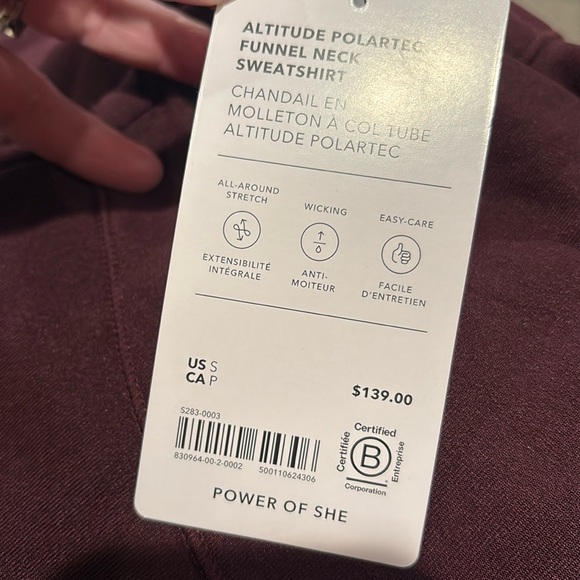 ALTITUDE POLARTEC
FUNNEL NECK
SWEATSHIRT
CHANDAIL EN
MOLLETON À COL TUBE
ALTITUDE POLARTEC
ALL-AROUND
STRETCH
WICKING
EASY-CARE
EXTENSIBILITÉ
INTÉGRALE
ANTI-
MOITEUR
FACILE
D'ENTRETIEN
US S
CA P
$139.00
S283-0003
830964-00-2-0002 500110624306
Certified
Certifiée
B
Entreprise
Corporation
POWER OF SHE